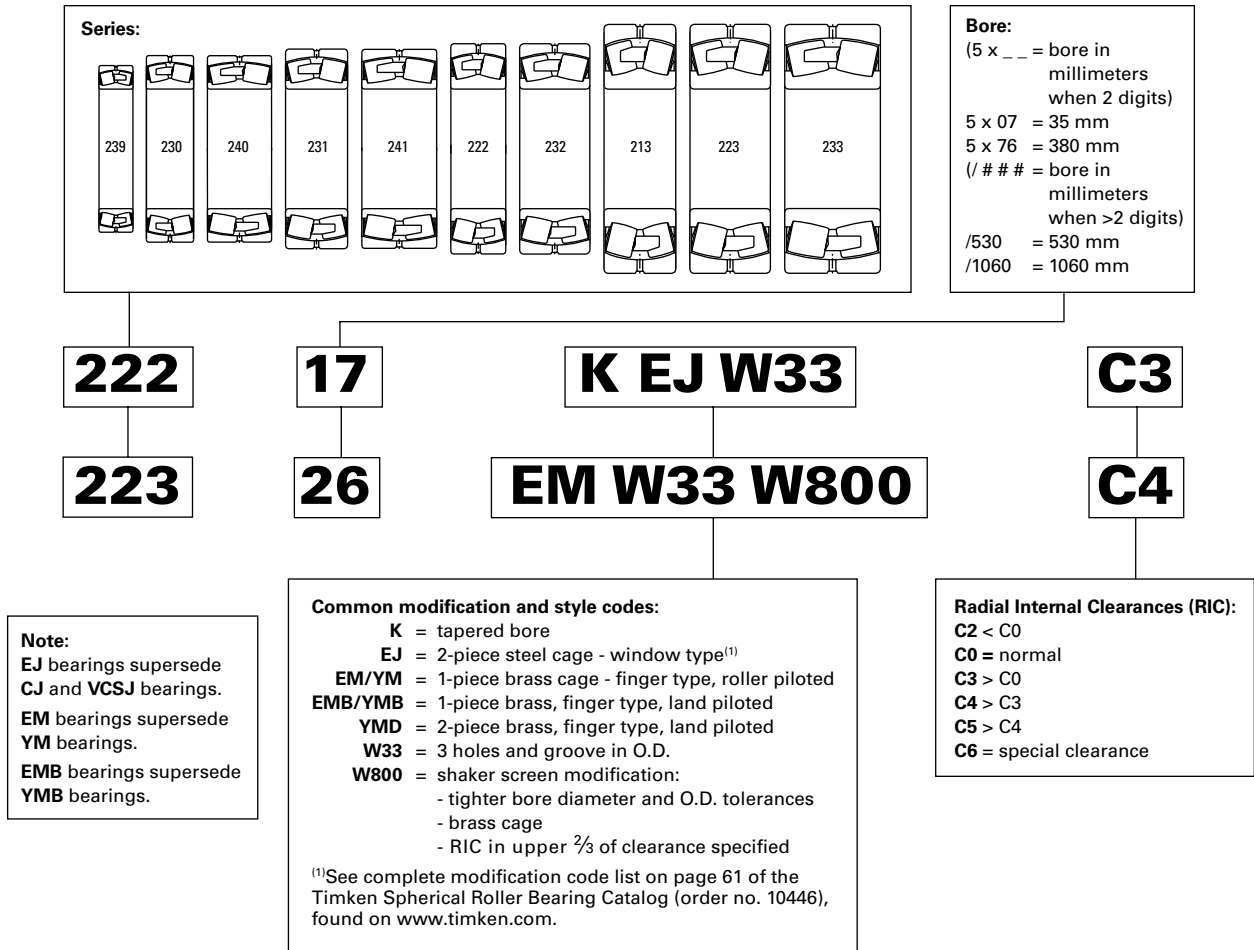 Series:
239 230 240 231 241 222 232 213 223 233
Bore:
(5 x _ _ = bore in
millimeters
when 2 digits)
5 x 07 = 35 mm
5 x 76 = 380 mm
(/ # # # = bore in
millimeters
when >2 digits)
/530 = 530 mm
/1060 = 1060 mm
222 17 K EJ W33 C3
223 26 EM W33 W800 C4
Note:
EJ bearings supersede
CJ and VCSJ bearings.
EM bearings supersede
YM bearings.
EMB bearings supersede
YMB bearings.
Common modification and style codes:
K = tapered bore
EJ = 2-piece steel cage - window type(1)
EM/YM = 1-piece brass cage - finger type, roller piloted
EMB/YMB = 1-piece brass, finger type, land piloted
YMD = 2-piece brass, finger type, land piloted
W33 = 3 holes and groove in O.D.
W800 = shaker screen modification:
- tighter bore diameter and O.D. tolerances
- brass cage
- RIC in upper 2/3 of clearance specified
(1)See complete modification code list on page 61 of the
Timken Spherical Roller Bearing Catalog (order no. 10446),
found on www.timken.com.
Radial Internal Clearances (RIC):
C2 < C0
C0 = normal
C3 > C0
C4 > C3
C5 > C4
C6 = special clearance